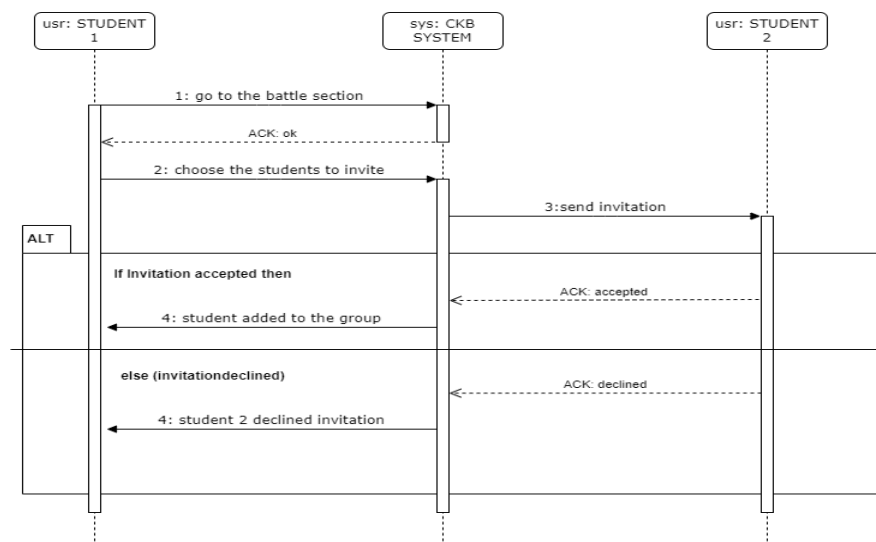 usr: STUDENT
1
sys: CKB
SYSTEM
usr: STUDENT
2
1: go to the battle section
ACK: ok
2: choose the students to invite
3:send invitation
ALT
If Invitation accepted then
ACK: accepted
4: student added to the group
else (invitationdeclined)
ACK: declined
4: student 2 declined invitation